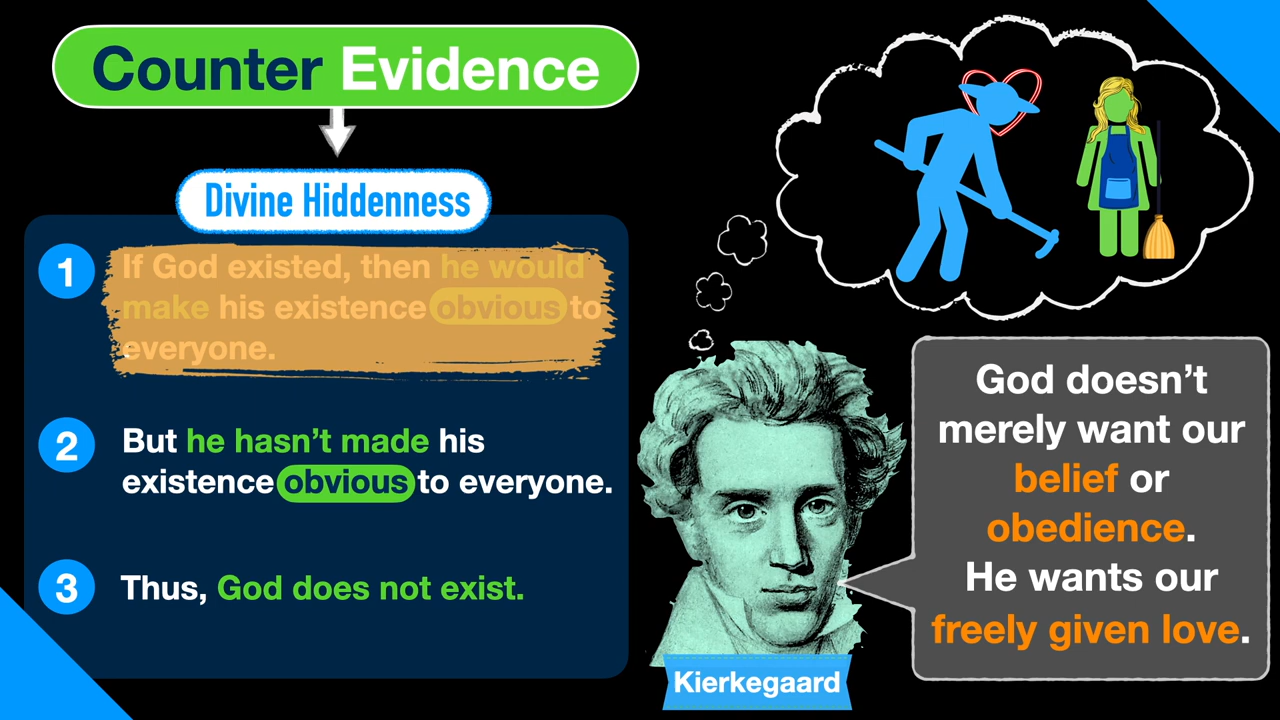 Counter Evidence
Divine Hiddenness
1
If God existed, then he would
make his existence obvious to
everyone.
2
But he hasn't made his
existence obvious to everyone.
3
Thus, God does not exist.
God doesn't
merely want our
belief or
obedience.
He wants our
freely given love.
Kierkegaard